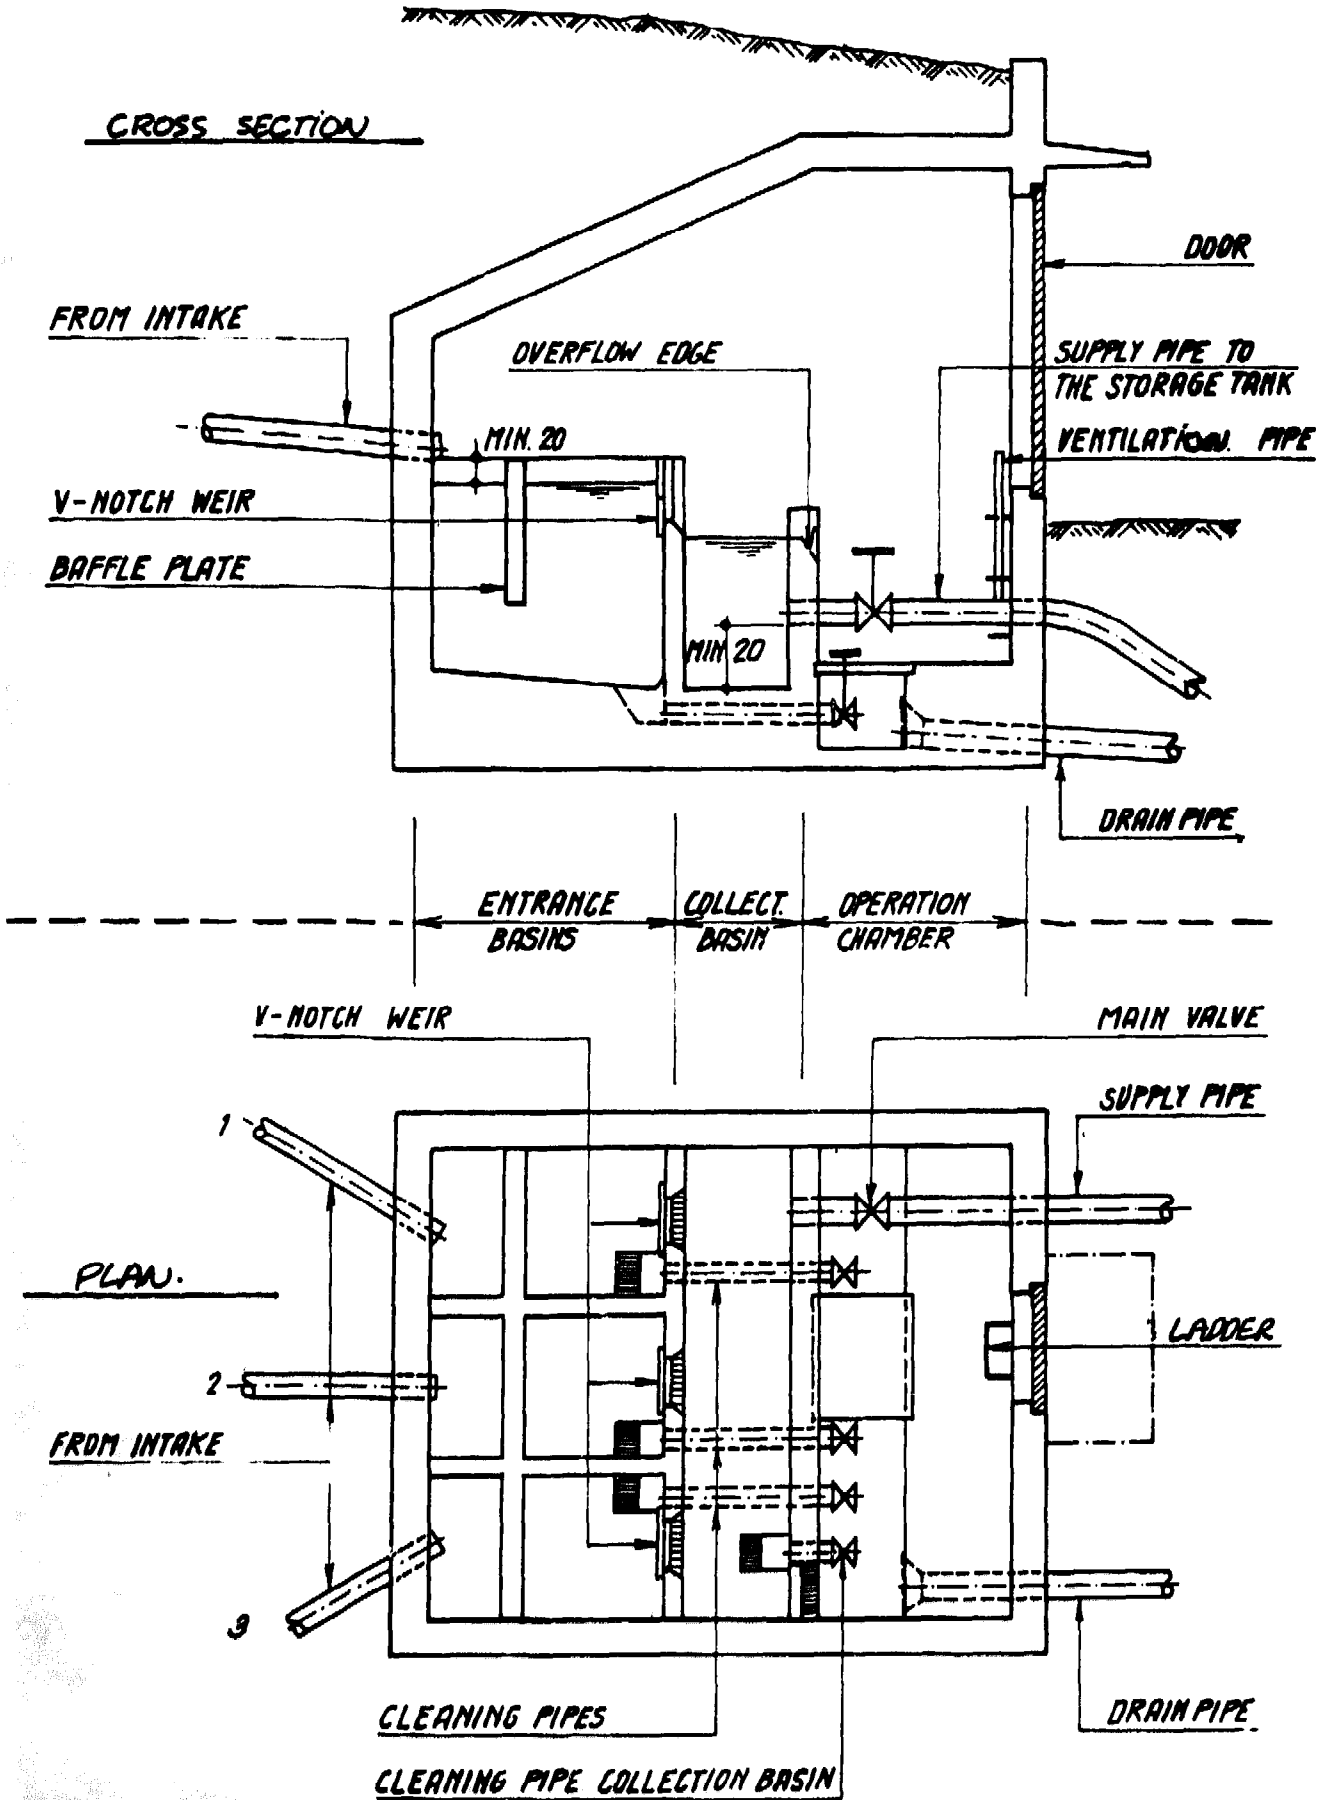 CROSS SECTION
DOOR
FROM INTAKE
OVERFLOW EDGE
SUPPLY PIPE TO
THE STORAGE TANK
MIN. 20
VENTILATION. PIPE
V-NOTCH WEIR
BAFFLE PLATE
MIN 20
DRAIN PIPE
ENTRANCE
BASINS
COLLECT.
BASIN
OPERATION
CHAMBER
V-NOTCH WEIR
MAIN VALVE
SUPPLY PIPE
1
PLAN.
LADDER
2
FROM INTAKE
3
CLEANING PIPES
DRAIN PIPE
CLEANING PIPE COLLECTION BASIN